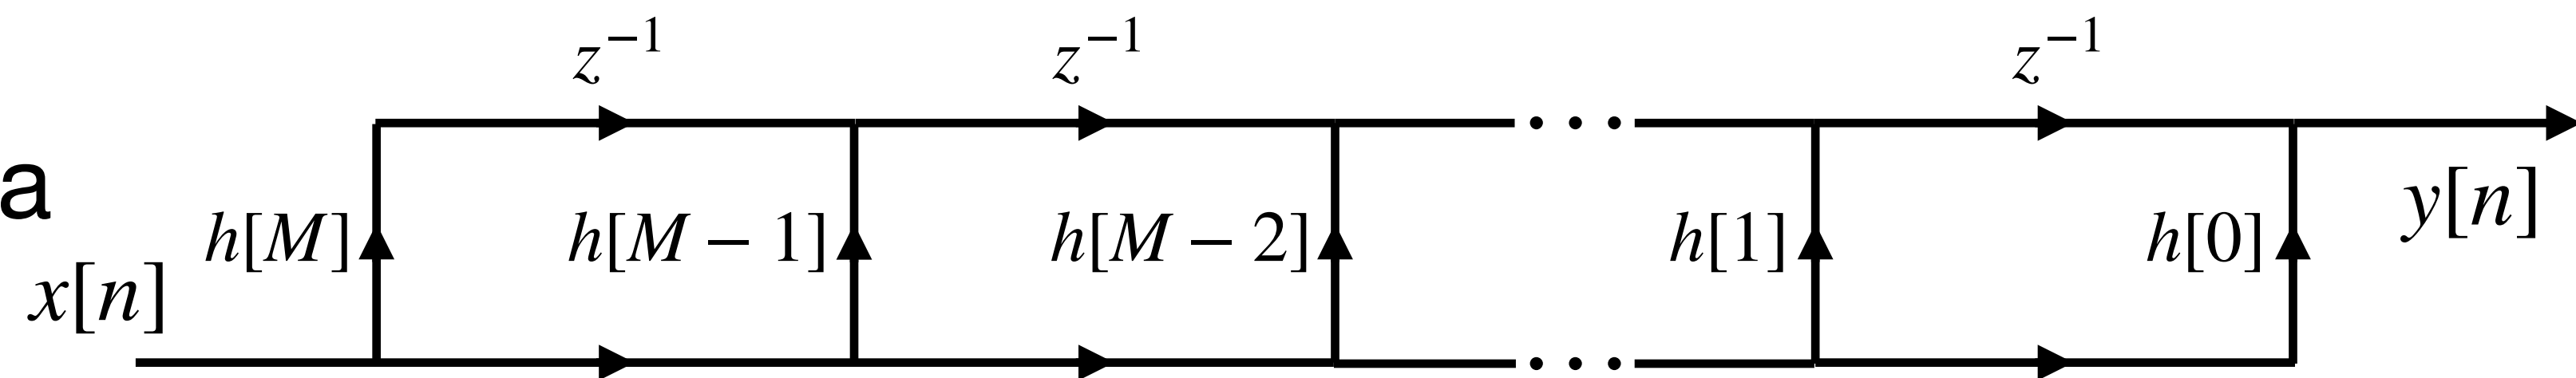 z⁻¹ z⁻¹ z⁻¹
a
h[M] h[M − 1] h[M − 2] h[1] h[0] y[n]
x[n]